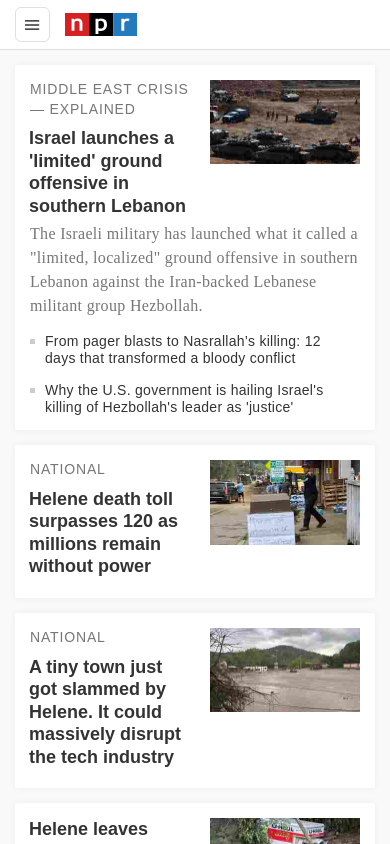 npr
MIDDLE EAST CRISIS
— EXPLAINED
Israel launches a
'limited' ground
offensive in
southern Lebanon
The Israeli military has launched what it called a
"limited, localized" ground offensive in southern
Lebanon against the Iran-backed Lebanese
militant group Hezbollah.
From pager blasts to Nasrallah's killing: 12
days that transformed a bloody conflict
Why the U.S. government is hailing Israel's
killing of Hezbollah's leader as 'justice'
NATIONAL
Helene death toll
surpasses 120 as
millions remain
without power
NATIONAL
A tiny town just
got slammed by
Helene. It could
massively disrupt
the tech industry
Helene leaves